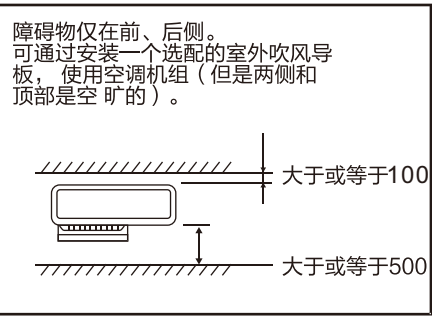 障碍物仅在前、后侧。
可通过安装一个选配的室外吹风导
板， 使用空调机组（但是两侧和
顶部是空 旷的）。
大于或等于100
大于或等于500